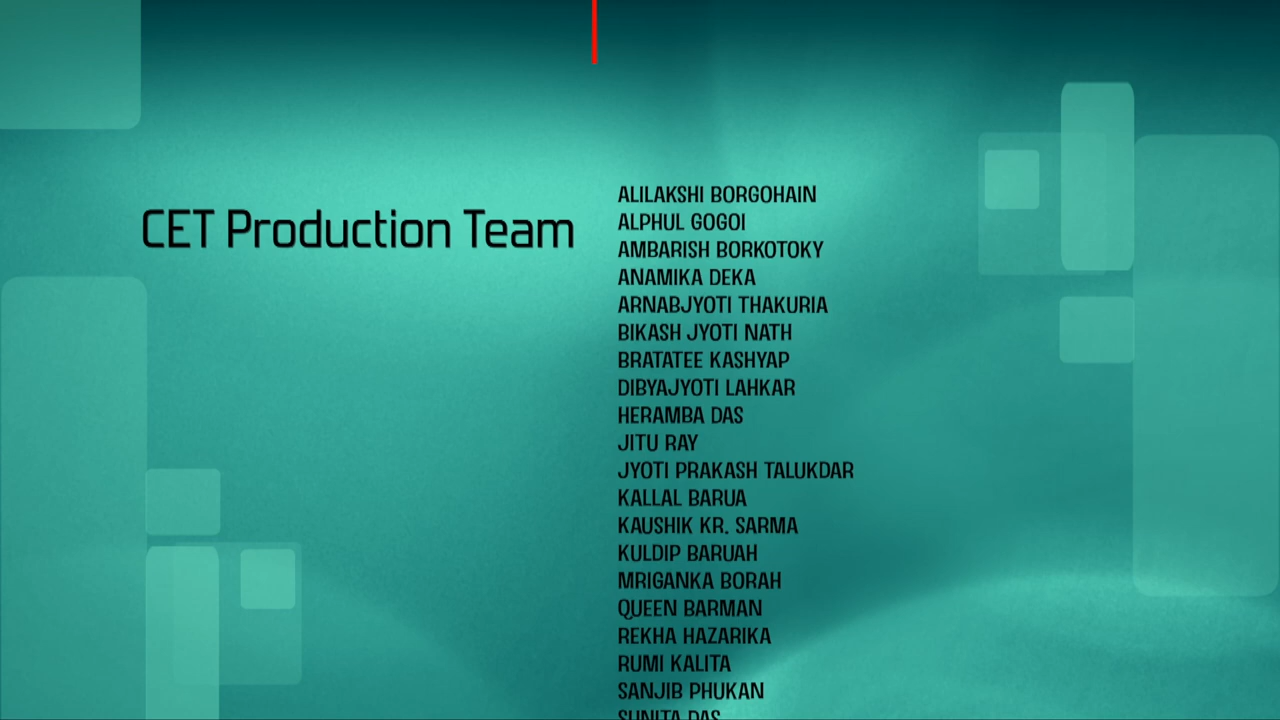 CET Production Team
ALILAKSHI BORGOHAIN
ALPHUL GOGOI
AMBARISH BORKOTOKY
ANAMIKA DEKA
ARNABJYOTI THAKURIA
BIKASH JYOTI NATH
BRATATEE KASHYAP
DIBYAJYOTI LAHKAR
HERAMBA DAS
JITU RAY
JYOTI PRAKASH TALUKDAR
KALLAL BARUA
KAUSHIK KR. SARMA
KULDIP BARUAH
MRIGANKA BORAH
QUEEN BARMAN
REKHA HAZARIKA
RUMI KALITA
SANJIB PHUKAN
SUNITA DAS